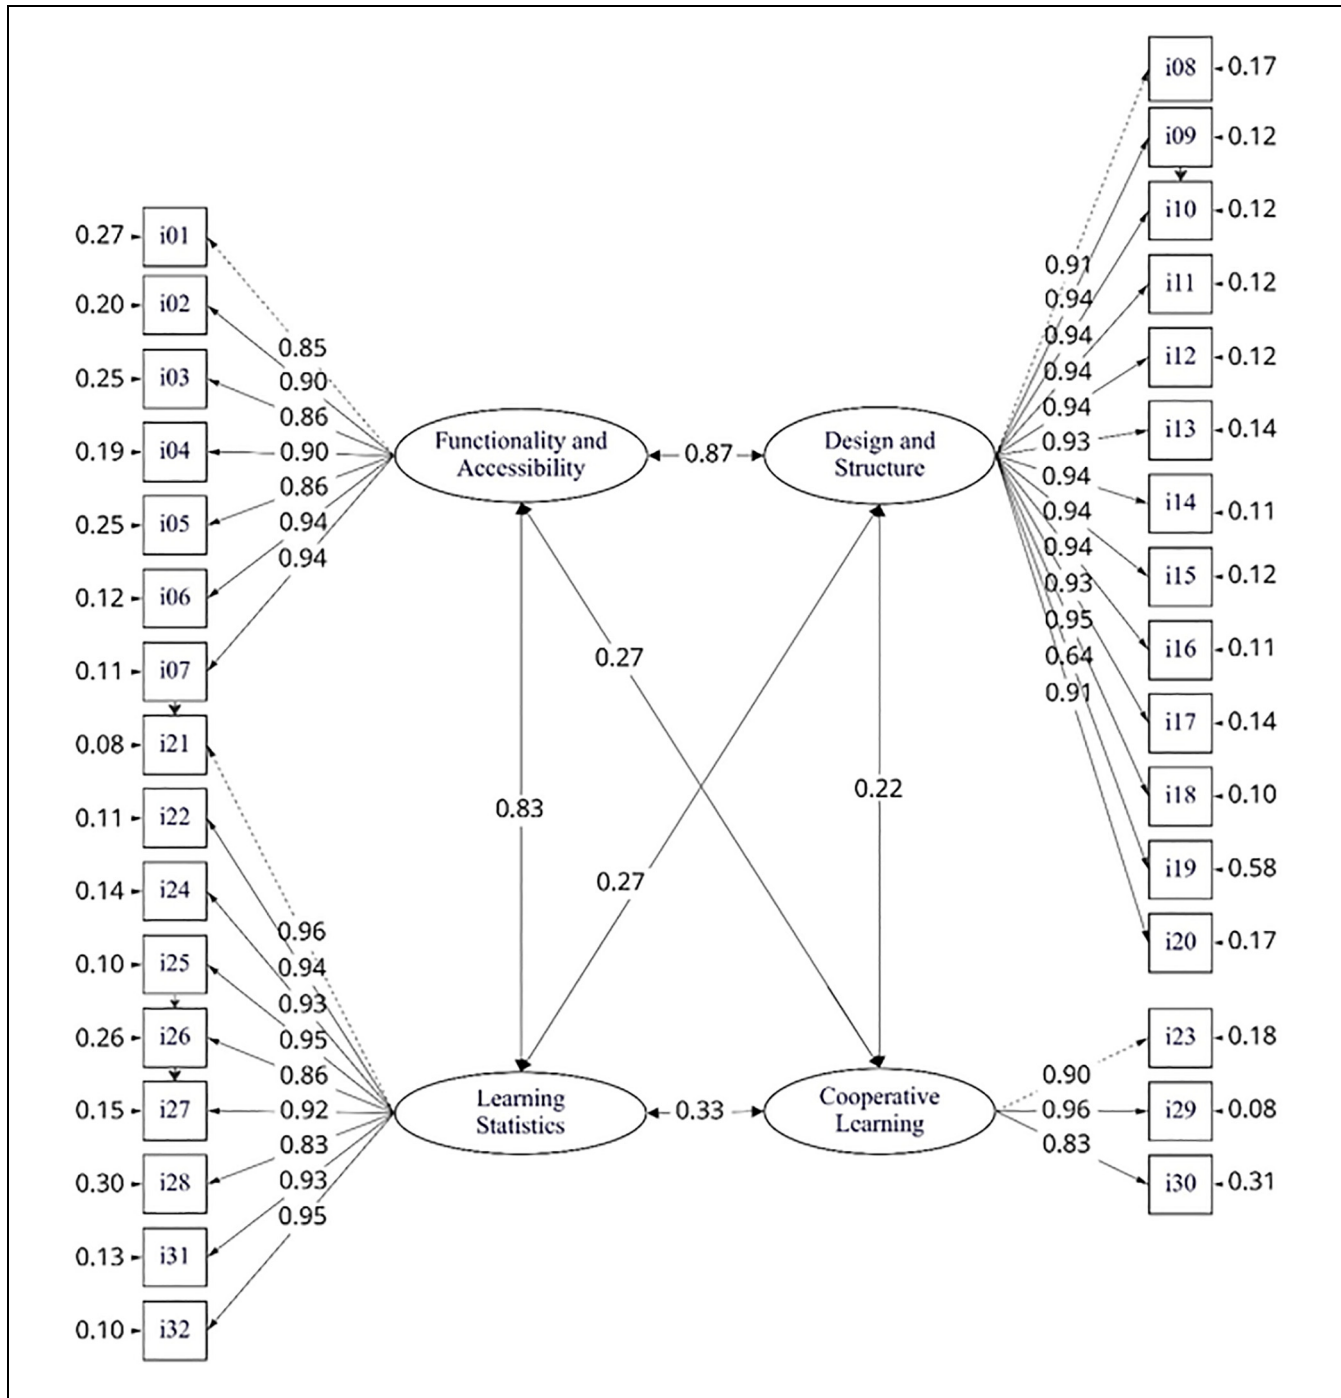 i08 0.17
i09 0.12
i10 0.12
i11 0.12
i12 0.12
i13 0.14
i14 0.11
i15 0.12
i16 0.11
i17 0.14
i18 0.10
i19 0.58
i20 0.17
0.91
0.94
0.94
0.94
0.94
0.93
0.94
0.94
0.94
0.93
0.95
0.64
0.91
0.27 i01
0.20 i02
0.25 i03
0.19 i04
0.25 i05
0.12 i06
0.11 i07
0.85
0.90
0.86
0.90
0.86
0.94
0.94
Functionality and
Accessibility
0.87
Design and
Structure
0.27
0.83
0.22
0.27
0.08 i21
0.11 i22
0.14 i24
0.10 i25
0.26 i26
0.15 i27
0.30 i28
0.13 i31
0.10 i32
0.96
0.94
0.93
0.95
0.86
0.92
0.83
0.93
0.95
Learning
Statistics
0.33
Cooperative
Learning
0.90
0.96
0.83
i23 0.18
i29 0.08
i30 0.31